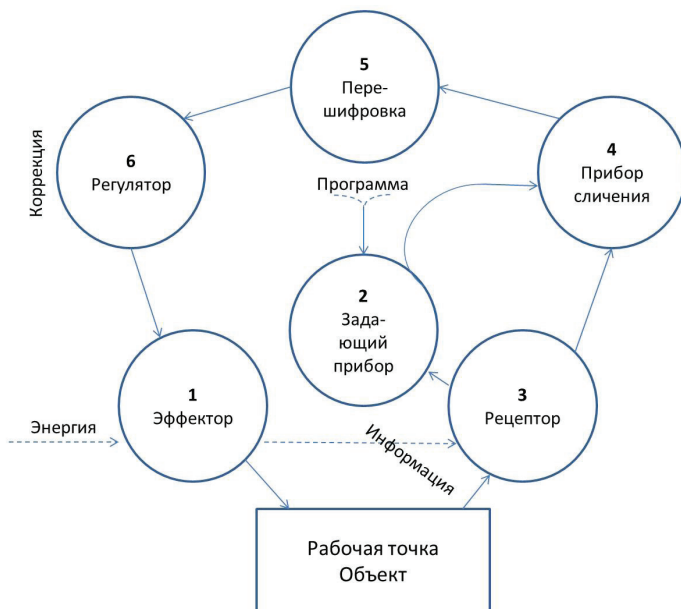 5
Пере-
шифровка
4
Прибор
сличения
6
Регулятор
Коррекция
Программа
2
Зада-
ющий
прибор
1
Эффектор
3
Рецептор
Энергия
Информация
Рабочая точка
Объект